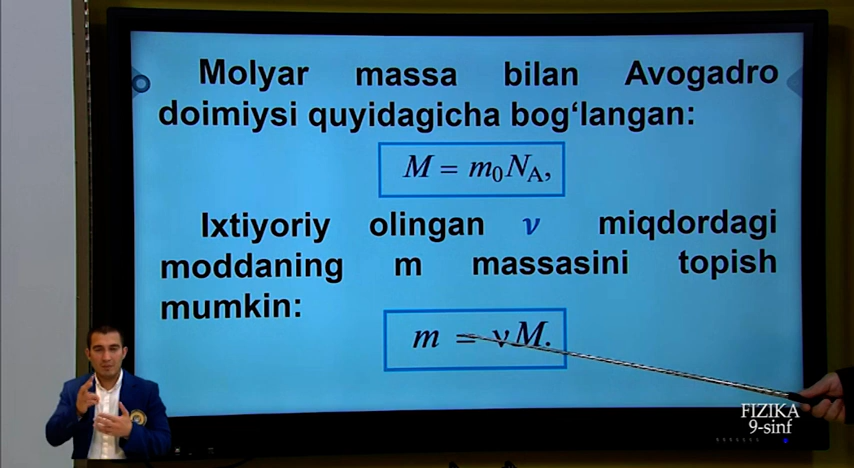 Molyar massa bilan Avogadro
doimiysi quyidagicha bog‘langan:
M = m₀N_A,
Ixtiyoriy olingan ν miqdordagi
moddaning m massasini topish
mumkin:
m = νM.
FIZIKA
9-sinf